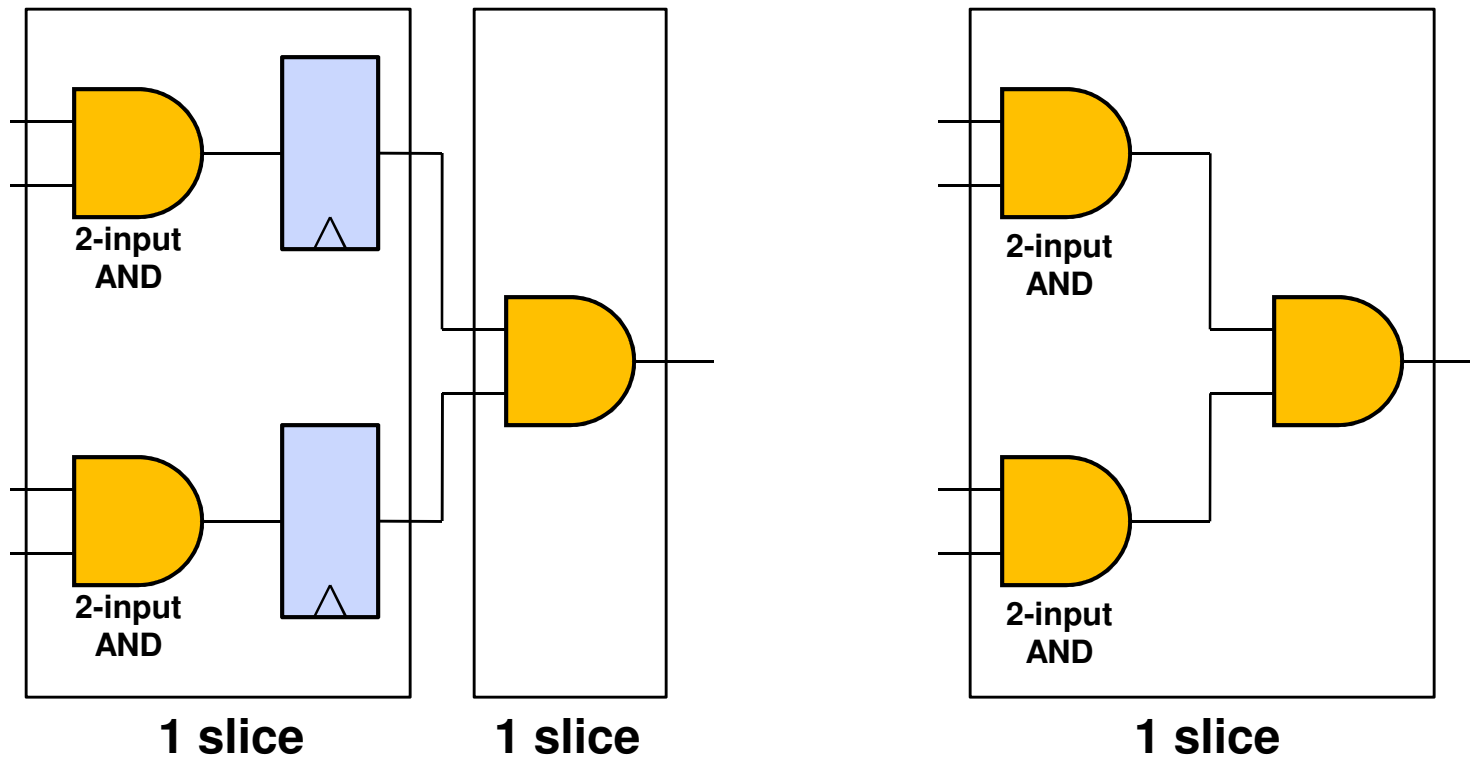 2-input
AND
2-input
AND
1 slice
1 slice
2-input
AND
2-input
AND
1 slice